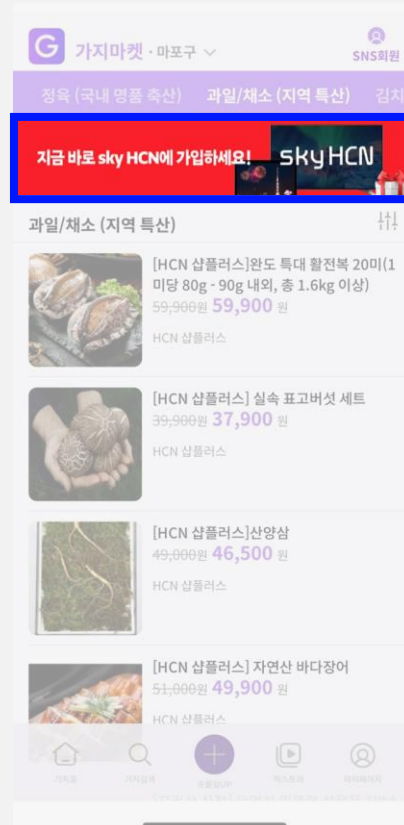 G 가지마켓 · 마포구
SNS회원
정육 (국내 명품 축산) 과일/채소 (지역 특산) 김치
지금 바로 sky HCN에 가입하세요! sky HCN
과일/채소 (지역 특산)
[HCN 샵플러스]완도 특대 활전복 20미(1
미당 80g - 90g 내외, 총 1.6kg 이상)
59,900원 59,900 원
HCN 샵플러스
[HCN 샵플러스] 실속 표고버섯 세트
39,900원 37,900 원
HCN 샵플러스
[HCN 샵플러스]산양삼
49,000원 46,500 원
HCN 샵플러스
[HCN 샵플러스] 자연산 바다장어
51,000원 49,900 원
HCN 샵플러스
가지홈 가지검색 마이페이지